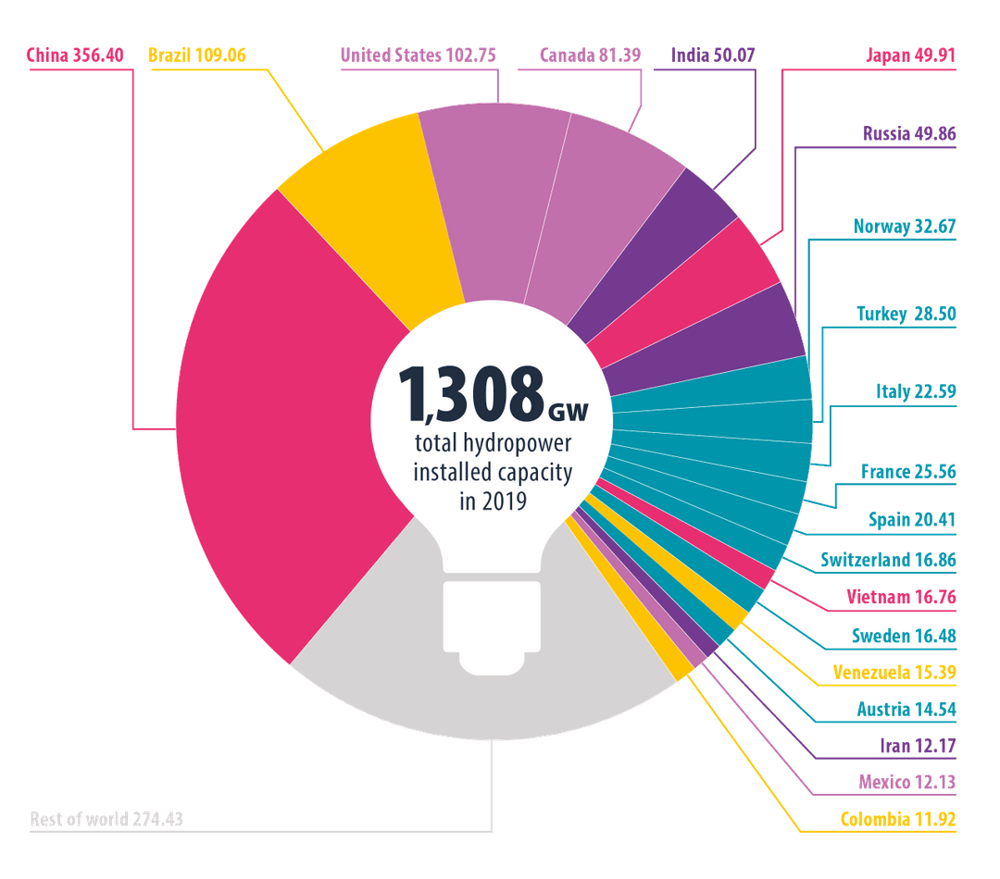 China 356.40
Brazil 109.06
United States 102.75
Canada 81.39
India 50.07
Japan 49.91
Russia 49.86
Norway 32.67
Turkey 28.50
Italy 22.59
France 25.56
Spain 20.41
Switzerland 16.86
Vietnam 16.76
Sweden 16.48
Venezuela 15.39
Austria 14.54
Iran 12.17
Mexico 12.13
Colombia 11.92
Rest of world 274.43
1,308 GW
total hydropower
installed capacity
in 2019